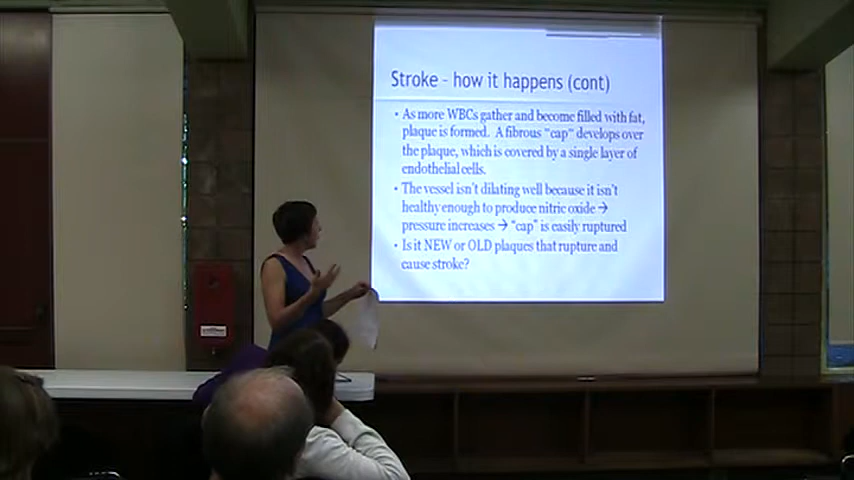 Stroke - how it happens (cont)
• As more WBCs gather and become filled with fat,
plaque is formed. A fibrous "cap" develops over
the plaque, which is covered by a single layer of
endothelial cells.
• The vessel isn't dilating well because it isn't
healthy enough to produce nitric oxide →
pressure increases → "cap" is easily ruptured
• Is it NEW or OLD plaques that rupture and
cause stroke?